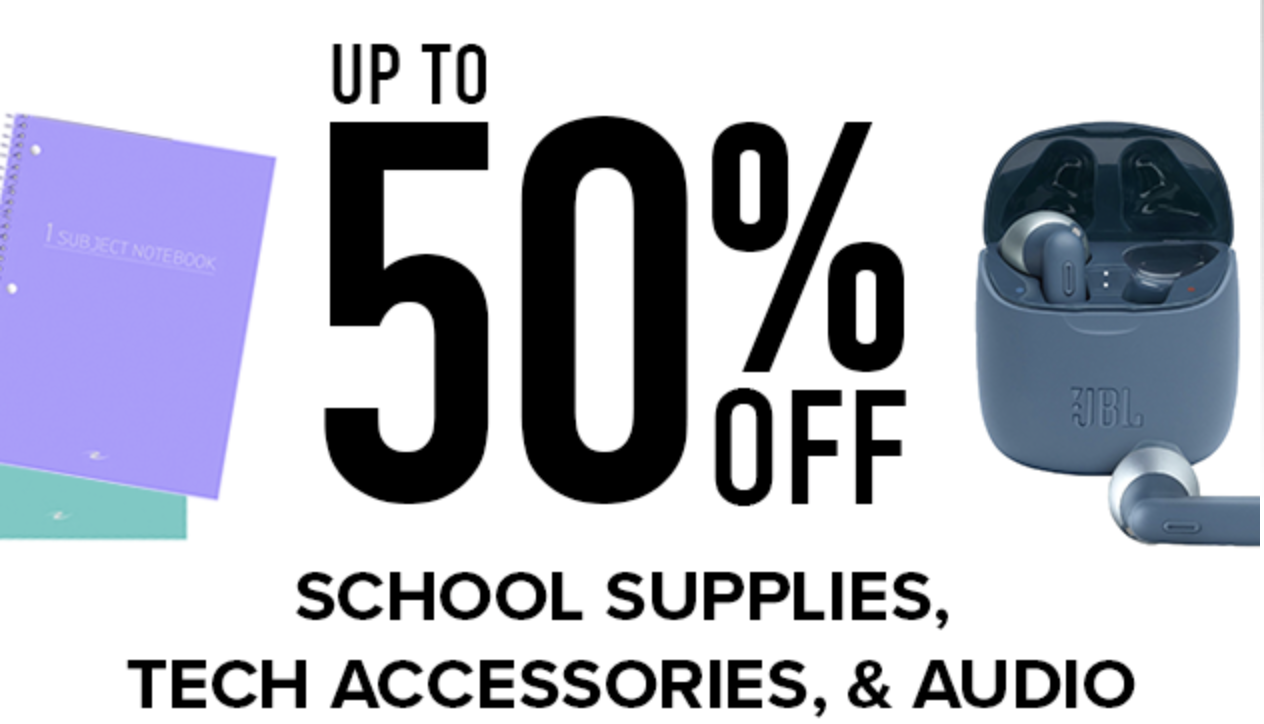 UP TO
50%
OFF
1 SUBJECT NOTEBOOK
JBL
SCHOOL SUPPLIES,
TECH ACCESSORIES, & AUDIO